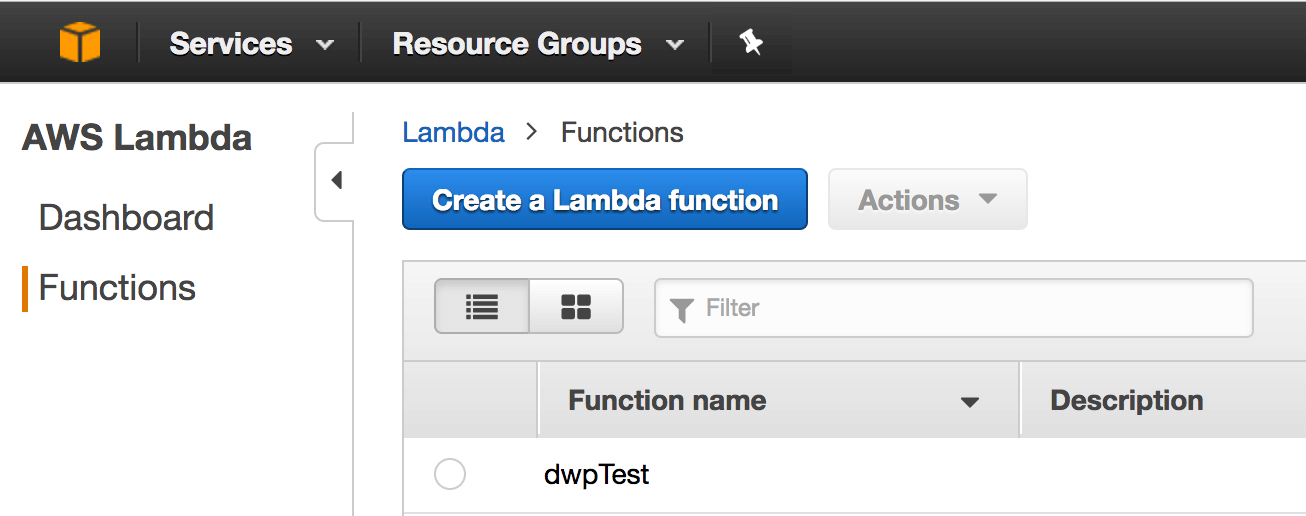 Services
Resource Groups
AWS Lambda
Dashboard
Functions
Lambda > Functions
Create a Lambda function
Actions
Filter
Function name
Description
dwpTest